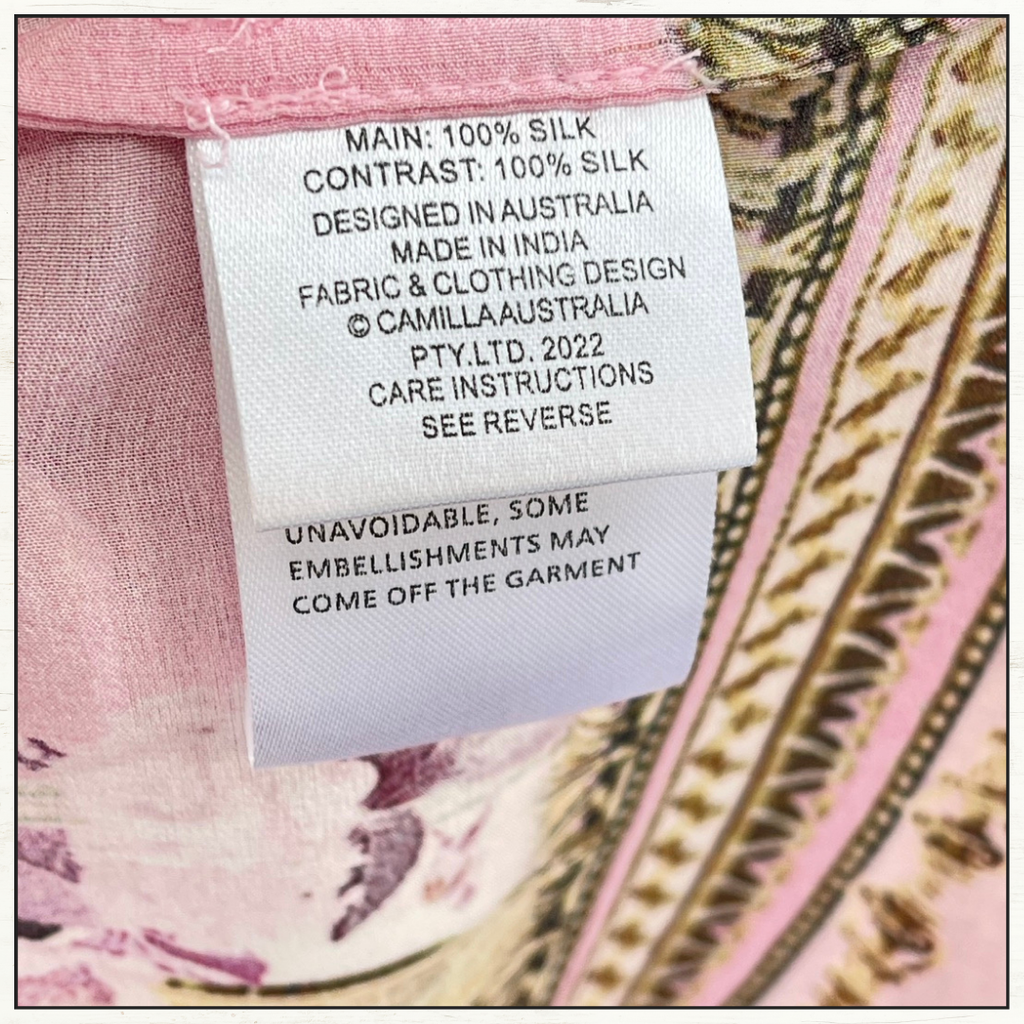 MAIN: 100% SILK
CONTRAST: 100% SILK
DESIGNED IN AUSTRALIA
MADE IN INDIA
FABRIC & CLOTHING DESIGN
© CAMILLA AUSTRALIA
PTY.LTD. 2022
CARE INSTRUCTIONS
SEE REVERSE
UNAVOIDABLE, SOME
EMBELLISHMENTS MAY
COME OFF THE GARMENT